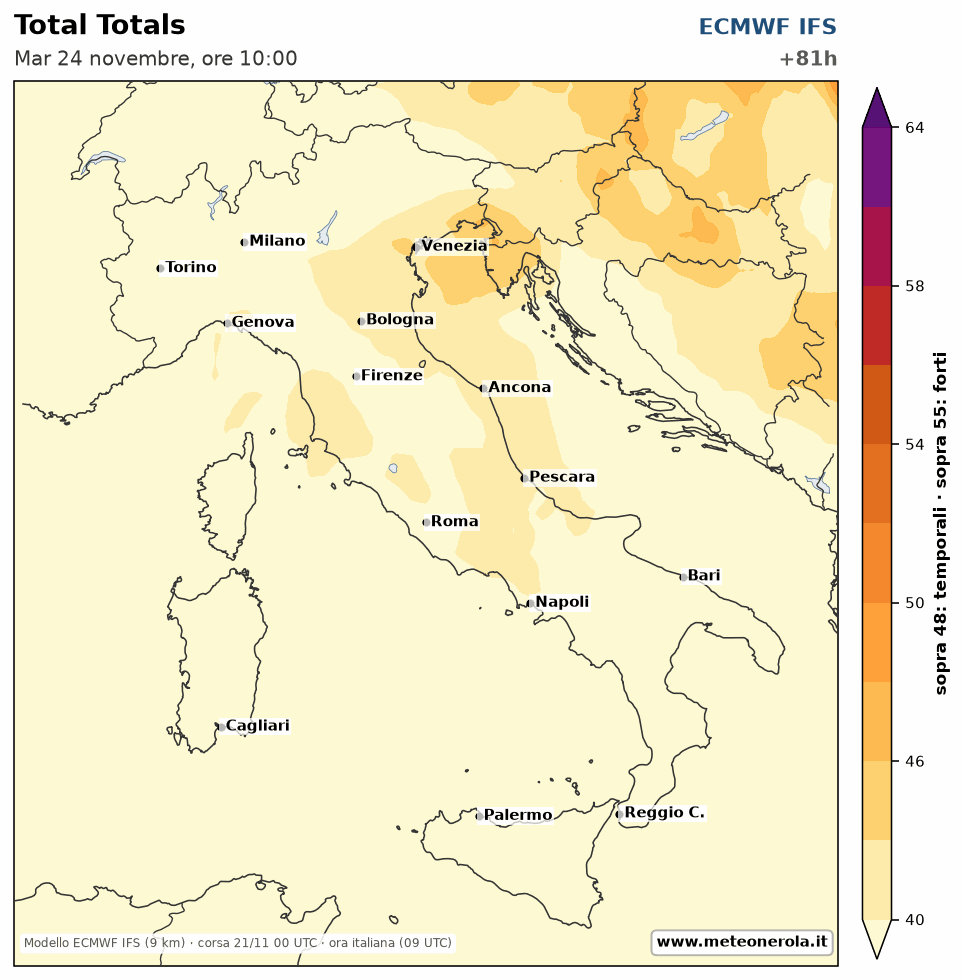 Total Totals
ECMWF IFS
Mar 24 novembre, ore 10:00
+81h
64
58
54
50
46
40
sopra 48: temporali · sopra 55: forti
Milano
Venezia
Torino
Genova
Bologna
Firenze
Ancona
Pescara
Roma
Bari
Napoli
Cagliari
Palermo
Reggio C.
Modello ECMWF IFS (9 km) · corsa 21/11 00 UTC · ora italiana (09 UTC)
www.meteonerola.it